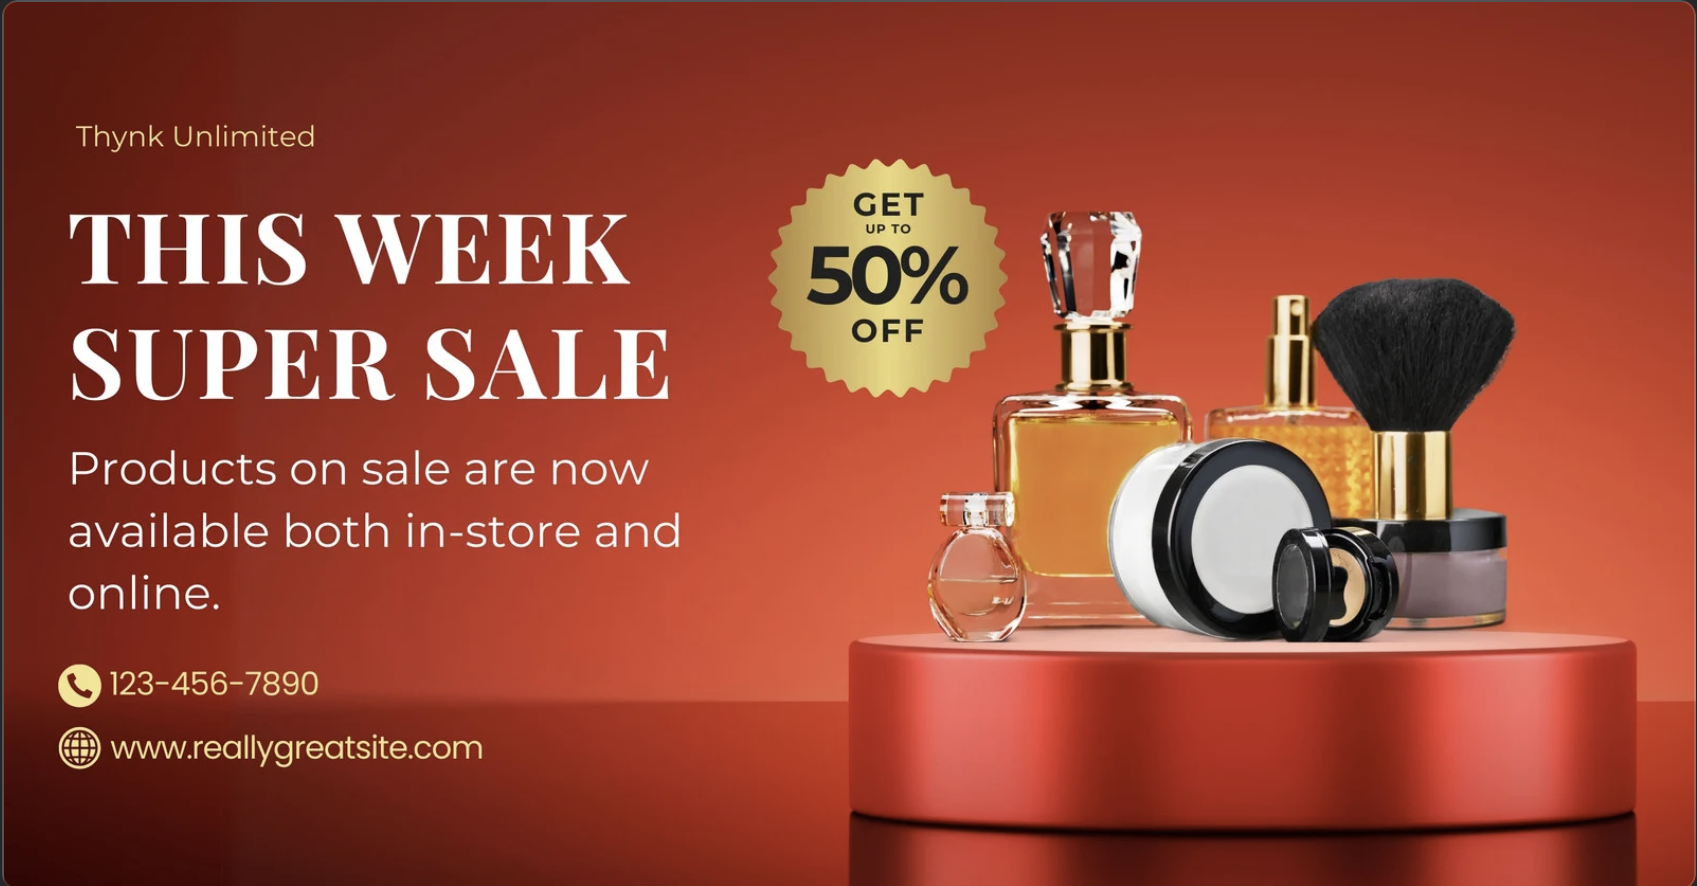 Thynk Unlimited
THIS WEEK
SUPER SALE
Products on sale are now
available both in-store and
online.
123-456-7890
www.reallygreatsite.com
GET
UP TO
50%
OFF